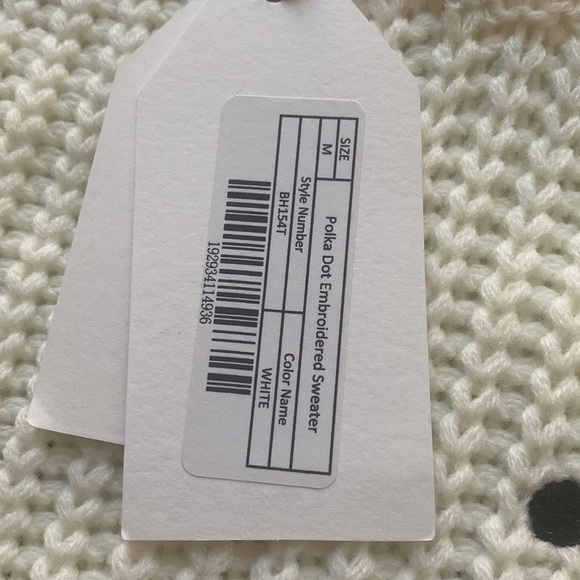 SIZE
M
Polka Dot Embroidered Sweater
Style Number
Color Name
BH154T
WHITE
192934114936